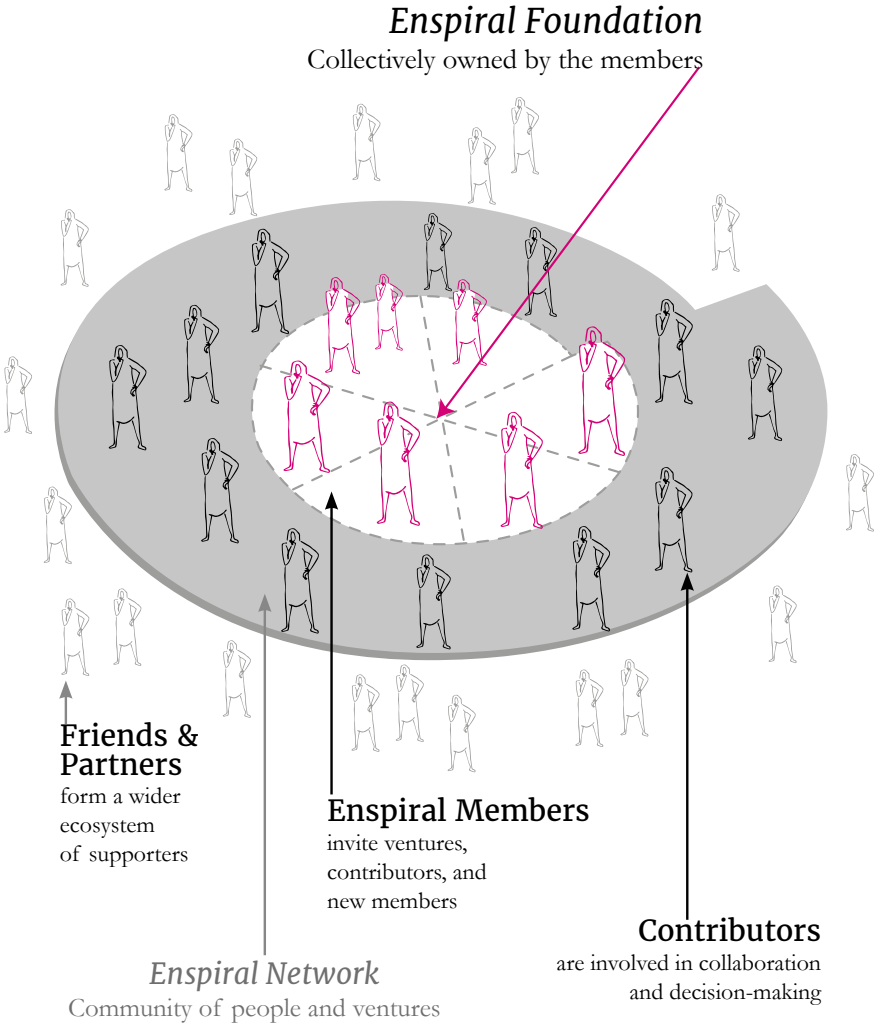 Enspiral Foundation
Collectively owned by the members
Friends &
Partners
form a wider
ecosystem
of supporters
Enspiral Members
invite ventures,
contributors, and
new members
Contributors
are involved in collaboration
and decision-making
Enspiral Network
Community of people and ventures